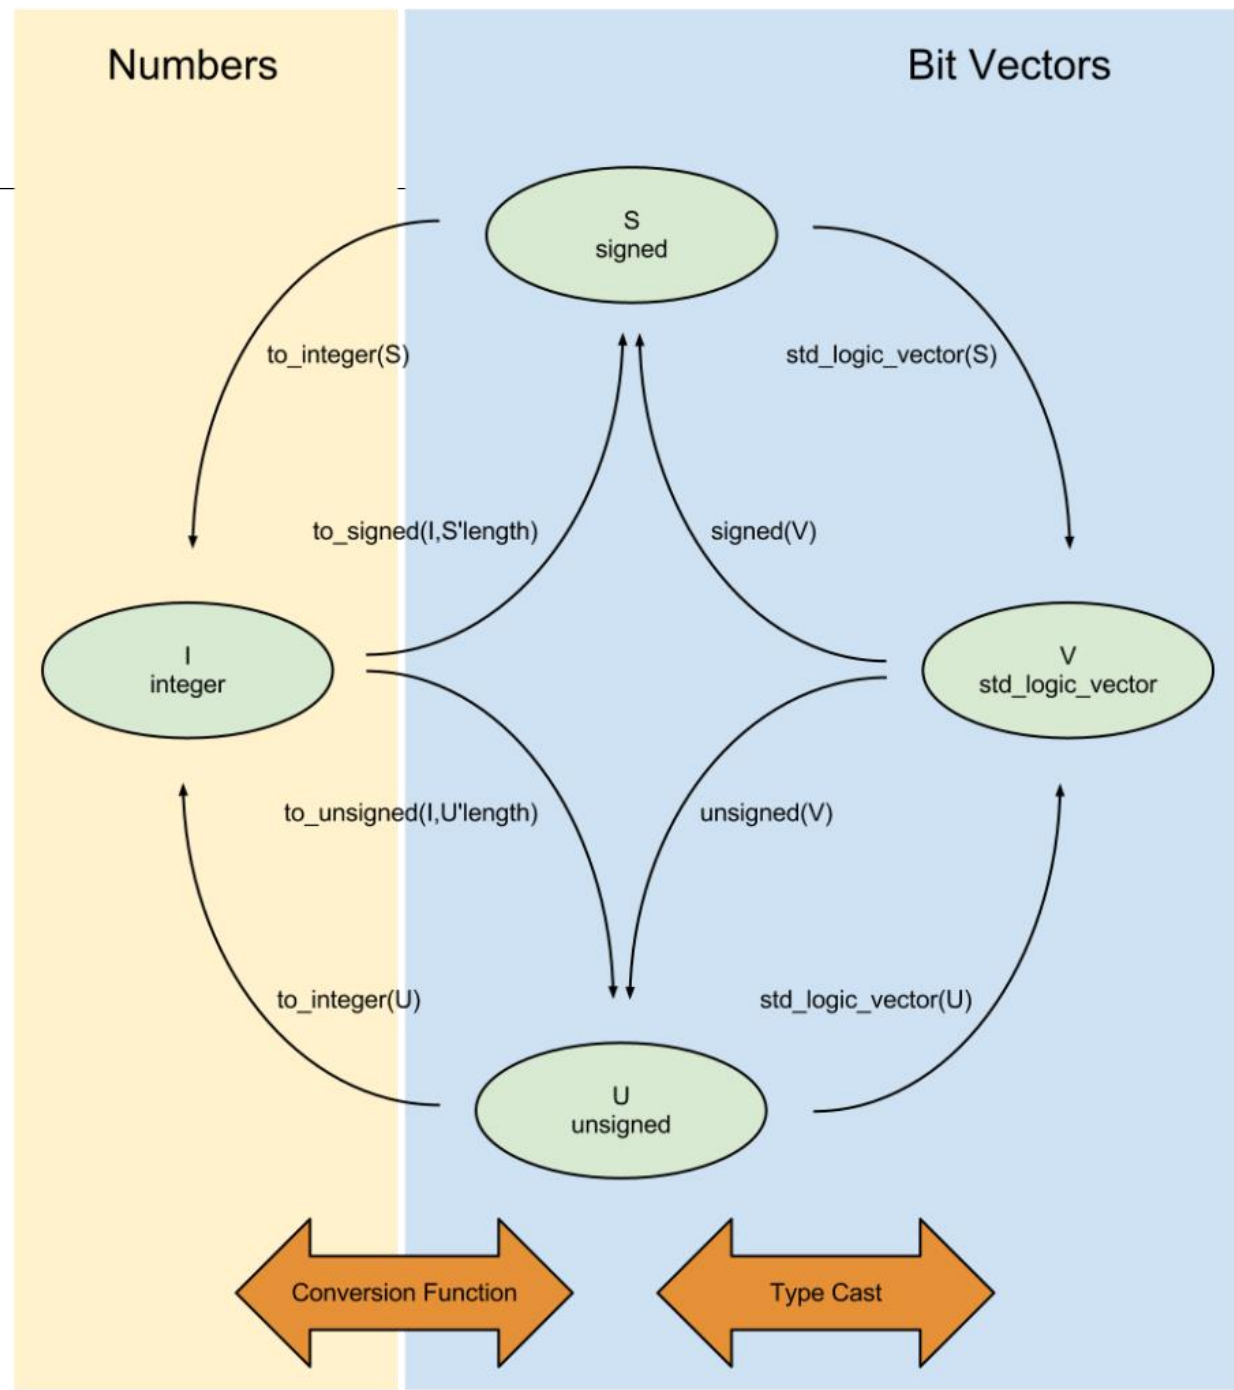 Numbers
Bit Vectors
S
signed
to_integer(S)
std_logic_vector(S)
to_signed(I,S'length)
signed(V)
I
integer
V
std_logic_vector
to_unsigned(I,U'length)
unsigned(V)
to_integer(U)
std_logic_vector(U)
U
unsigned
Conversion Function
Type Cast